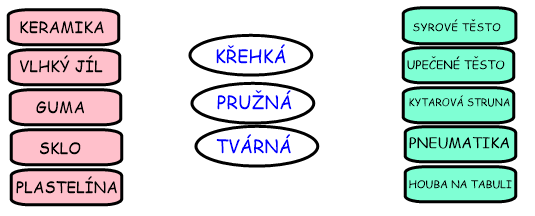 KERAMIKA
VLHKÝ JÍL
GUMA
SKLO
PLASTELÍNA
KŘEHKÁ
PRUŽNÁ
TVÁRNÁ
SYROVÉ TĚSTO
UPEČENÉ TĚSTO
KYTAROVÁ STRUNA
PNEUMATIKA
HOUBA NA TABULI